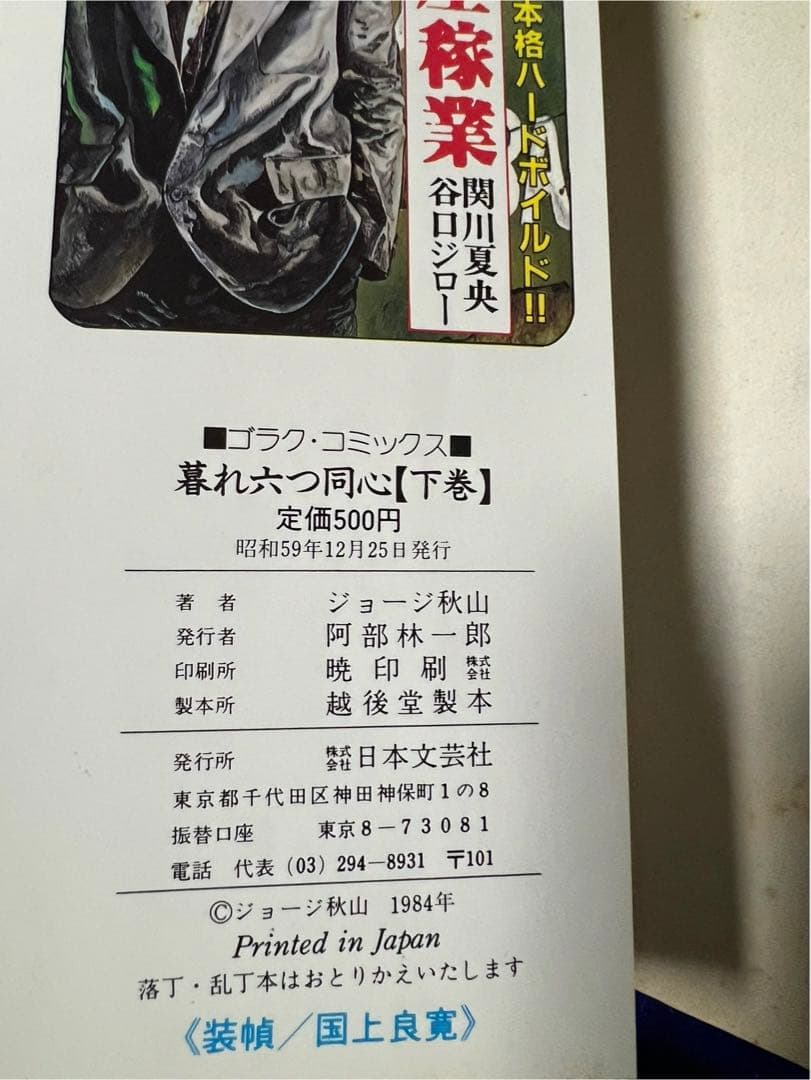 本格ハードボイルド!!
稼業
関川夏央
谷口ジロー
■ゴラク・コミックス■
暮れ六つ同心【下巻】
定価500円
昭和59年12月25日発行
著者 ジョージ秋山
発行者 阿部林一郎
印刷所 暁印刷株式会社
製本所 越後堂製本
発行所 株式会社日本文芸社
東京都千代田区神田神保町1の8
振替口座 東京8－73081
電話 代表(03)294－8931 〒101
©ジョージ秋山 1984年
Printed in Japan
落丁・乱丁本はおとりかえいたします
《装幀／国上良寛》